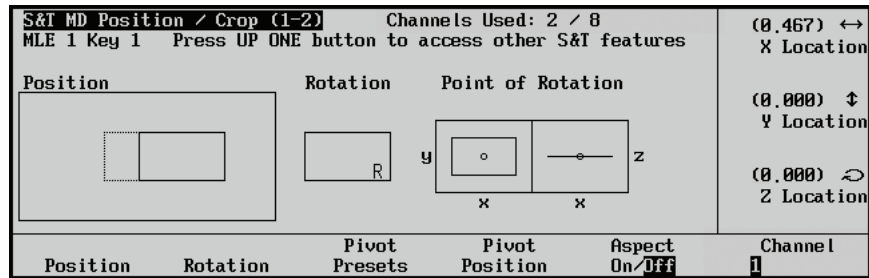 S&T MD Position / Crop (1-2) Channels Used: 2 / 8
MLE 1 Key 1 Press UP ONE button to access other S&T features
(0.467) ↔
X Location
Position Rotation Point of Rotation
(0.000) ↕
Y Location
R
y
z
x x
(0.000)
Z Location
Position Rotation Pivot Presets Pivot Position Aspect On/Off Channel 1